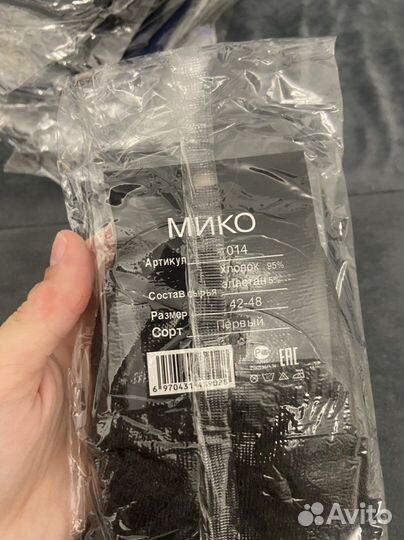 МИКО
Артикул 014
Хлопок 95%
Состав сырья эластан 5%
Размер 42-48
Сорт Первый
EAC
Avito